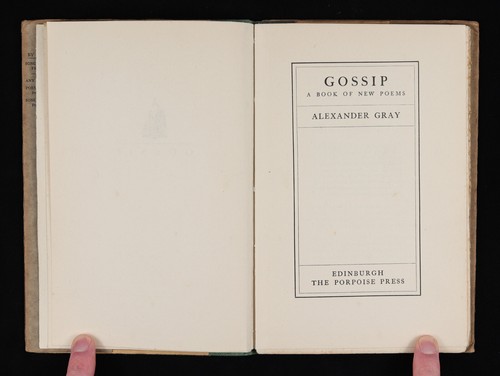 GOSSIP
A BOOK OF NEW POEMS
ALEXANDER GRAY
EDINBURGH
THE PORPOISE PRESS